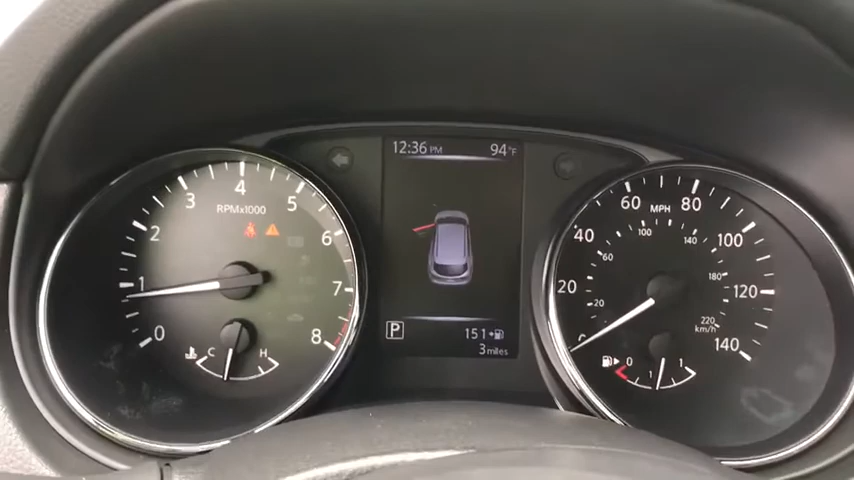 12:36 PM 94°F
P 151
3 miles
0 1 2 3 4 5 6 7 8
RPMx1000
C H
0 20 40 60 80 100 120 140
MPH
20 60 100 140 180 220
km/h
0 1